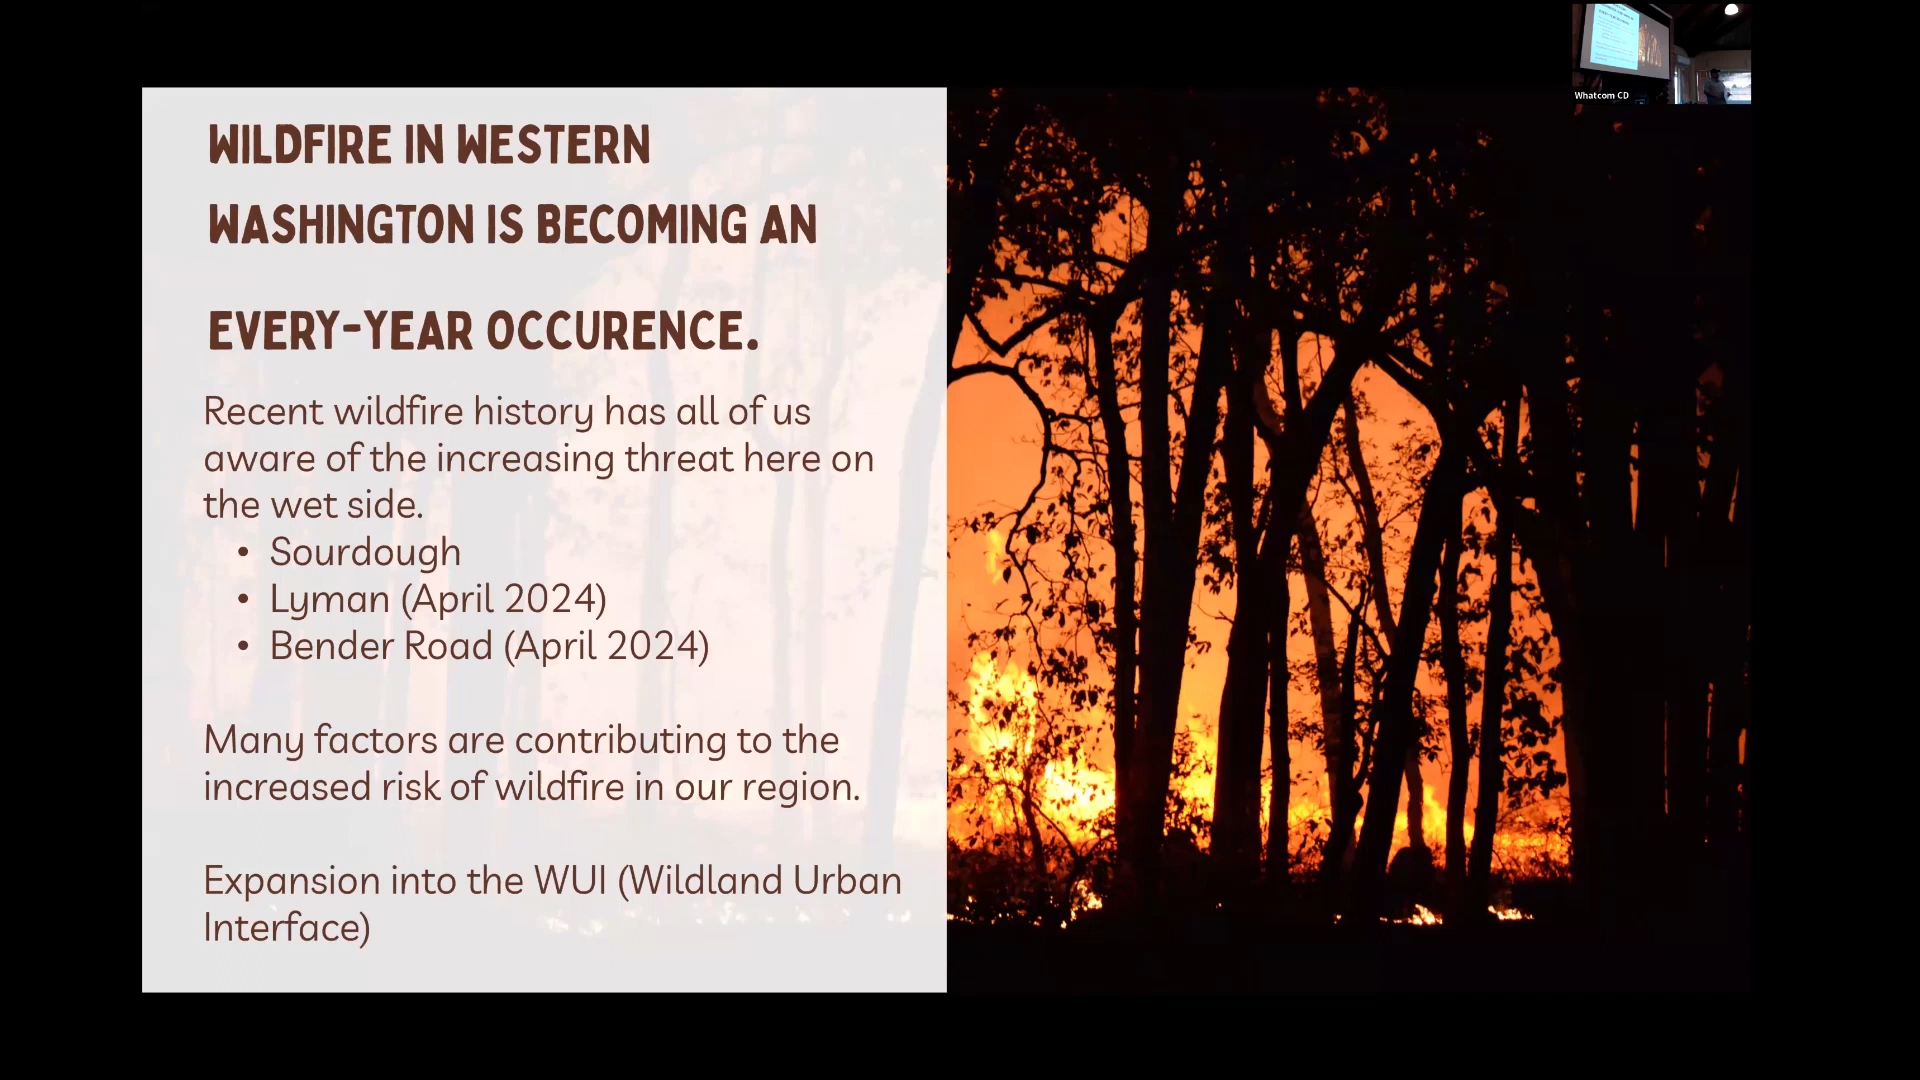 WILDFIRE IN WESTERN
WASHINGTON IS BECOMING AN
EVERY-YEAR OCCURENCE.
Recent wildfire history has all of us
aware of the increasing threat here on
the wet side.
• Sourdough
• Lyman (April 2024)
• Bender Road (April 2024)
Many factors are contributing to the
increased risk of wildfire in our region.
Expansion into the WUI (Wildland Urban
Interface)
Whatcom CD